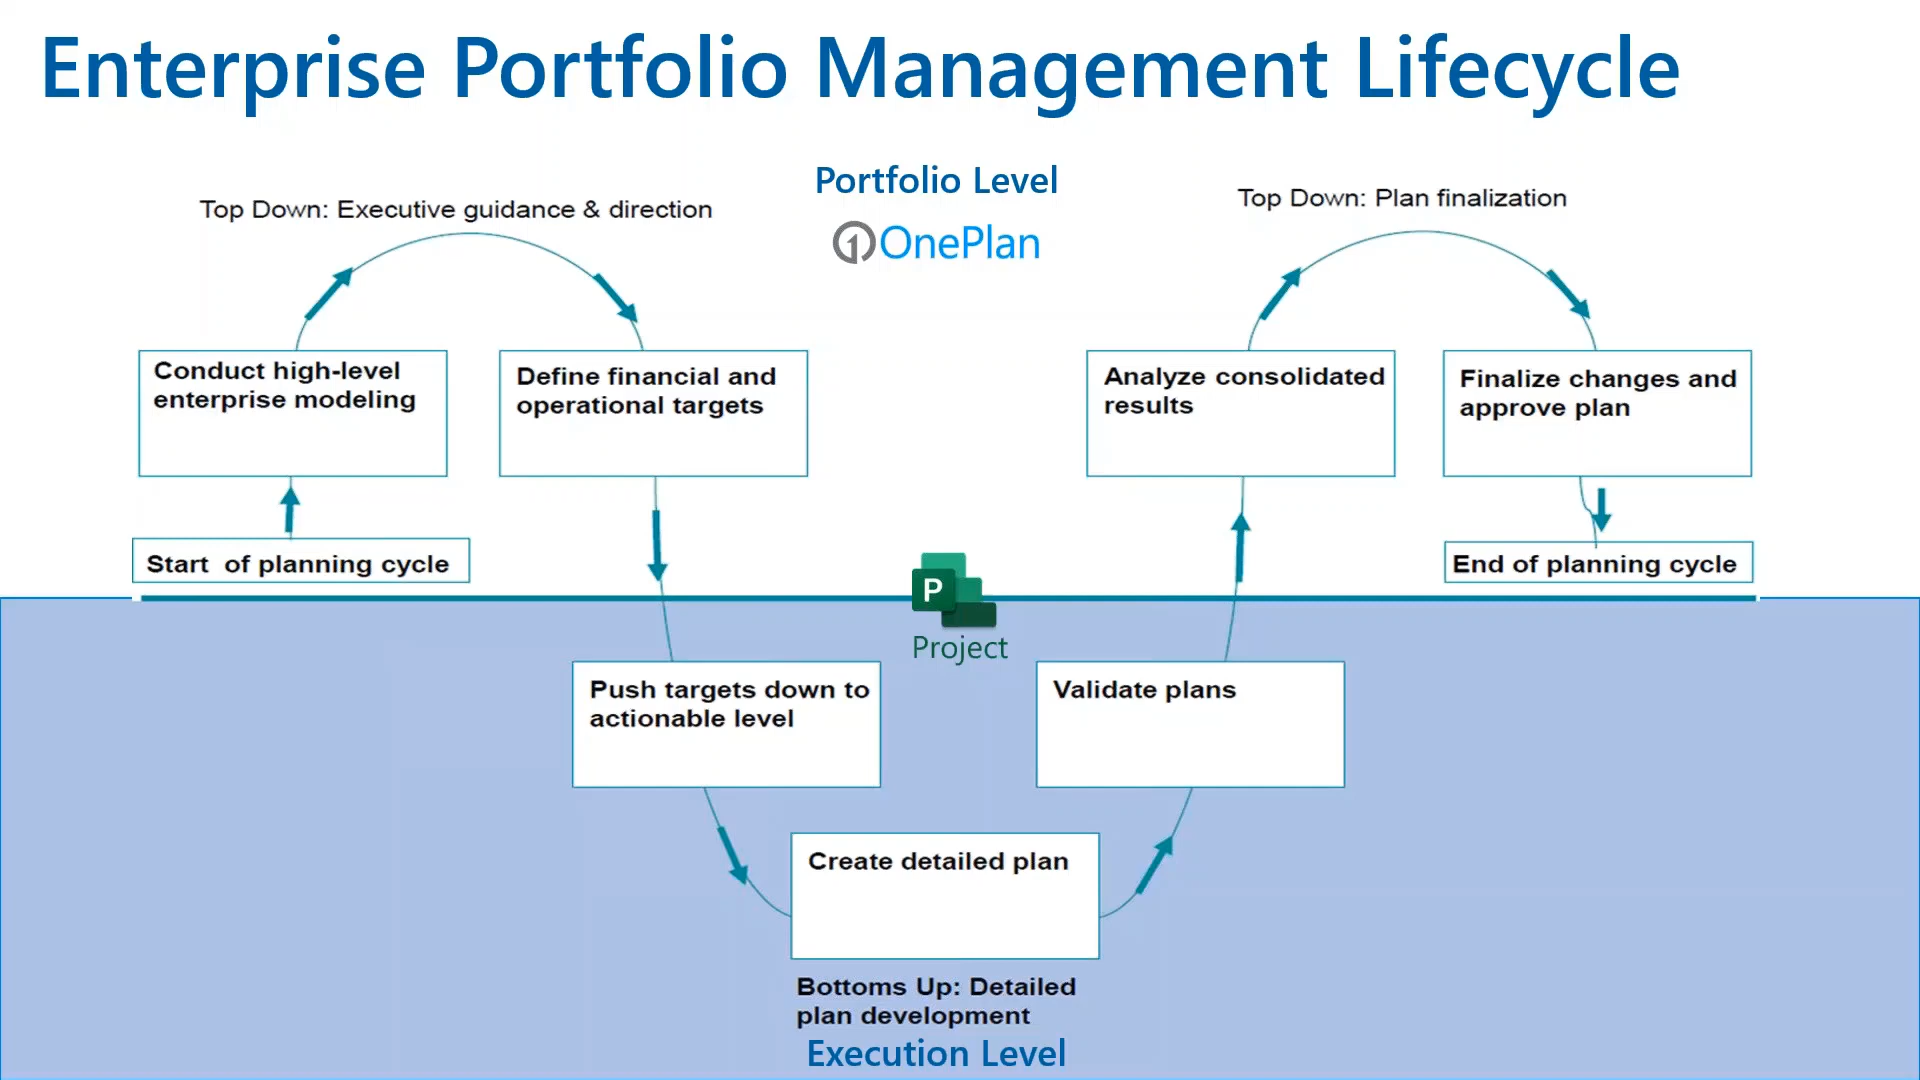 Enterprise Portfolio Management Lifecycle
Portfolio Level
OnePlan
Top Down: Executive guidance & direction
Top Down: Plan finalization
Conduct high-level
enterprise modeling
Define financial and
operational targets
Analyze consolidated
results
Finalize changes and
approve plan
Start of planning cycle
End of planning cycle
P
Project
Push targets down to
actionable level
Validate plans
Create detailed plan
Bottoms Up: Detailed
plan development
Execution Level